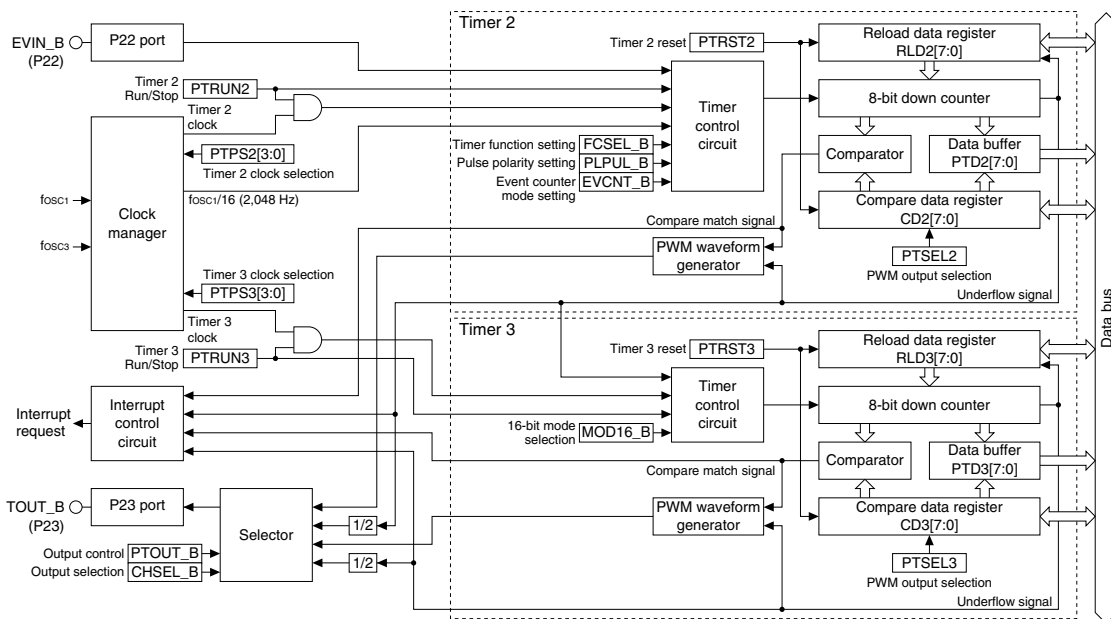 Timer 2
EVIN_B
(P22)
P22 port
Timer 2 reset
PTRST2
Reload data register
RLD2[7:0]
Timer 2
Run/Stop
PTRUN2
Timer 2
clock
Timer
control
circuit
8-bit down counter
PTPS2[3:0]
Timer 2 clock selection
Timer function setting
FCSEL_B
Pulse polarity setting
PLPUL_B
Event counter
mode setting
EVCNT_B
Comparator
Data buffer
PTD2[7:0]
fOSC1/16 (2,048 Hz)
fOSC1
fOSC3
Clock
manager
Compare match signal
Compare data register
CD2[7:0]
PWM waveform
generator
PTSEL2
PWM output selection
Timer 3 clock selection
PTPS3[3:0]
Underflow signal
Data bus
Timer 3
clock
Timer 3
Timer 3
Run/Stop
PTRUN3
Timer 3 reset
PTRST3
Reload data register
RLD3[7:0]
Timer
control
circuit
8-bit down counter
Interrupt
request
Interrupt
control
circuit
16-bit mode
selection
MOD16_B
Comparator
Data buffer
PTD3[7:0]
Compare match signal
TOUT_B
(P23)
P23 port
Selector
1/2
PWM waveform
generator
Compare data register
CD3[7:0]
Output control
PTOUT_B
Output selection
CHSEL_B
1/2
PTSEL3
PWM output selection
Underflow signal